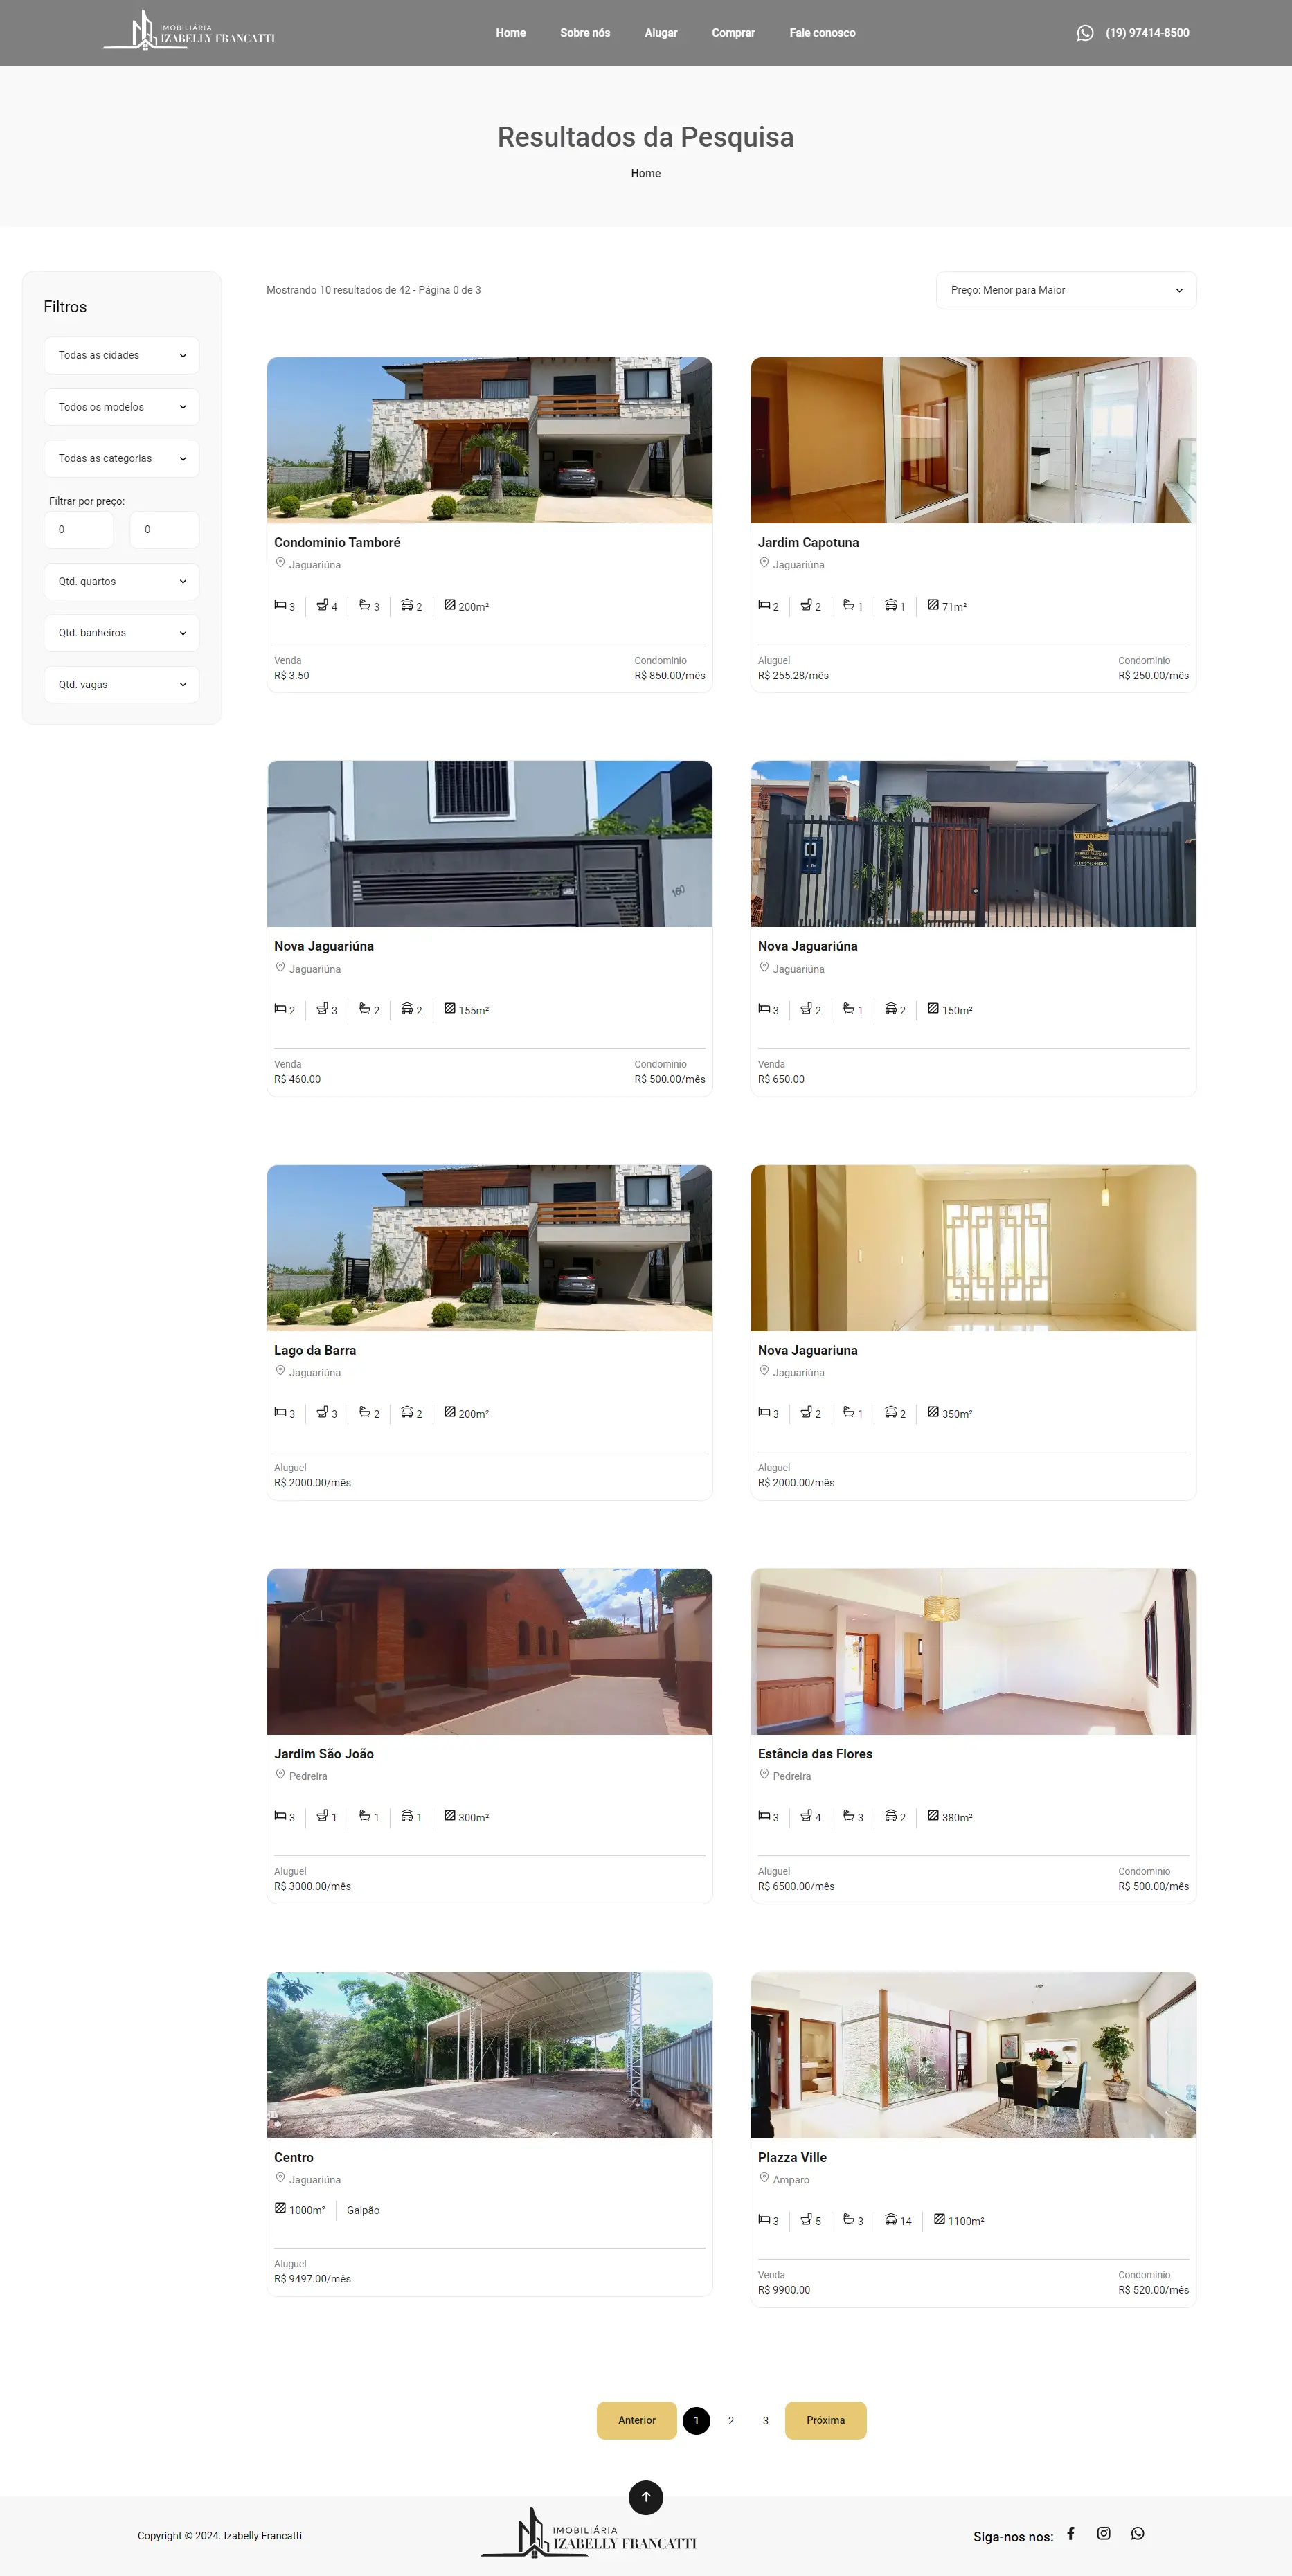 IMOBILIÁRIA
IZABELLY FRANCATTI
Home
Sobre nós
Alugar
Comprar
Fale conosco
(19) 97414-8500
Resultados da Pesquisa
Home
Filtros
Todas as cidades
Todos os modelos
Todas as categorias
Filtrar por preço:
0
0
Qtd. quartos
Qtd. banheiros
Qtd. vagas
Mostrando 10 resultados de 42 - Página 0 de 3
Preço: Menor para Maior
Condominio Tamboré
Jaguariúna
3 4 3 2 200m²
Venda Condominio
R$ 3.50 R$ 850.00/mês
Jardim Capotuna
Jaguariúna
2 2 1 1 71m²
Aluguel Condominio
R$ 255.28/mês R$ 250.00/mês
160
Nova Jaguariúna
Jaguariúna
2 3 2 2 155m²
Venda Condominio
R$ 460.00 R$ 500.00/mês
VENDE-SE
Nova Jaguariúna
Jaguariúna
3 2 1 2 150m²
Venda
R$ 650.00
Lago da Barra
Jaguariúna
3 3 2 2 200m²
Aluguel
R$ 2000.00/mês
Nova Jaguariuna
Jaguariúna
3 2 1 2 350m²
Aluguel
R$ 2000.00/mês
Jardim São João
Pedreira
3 1 1 1 300m²
Aluguel
R$ 3000.00/mês
Estância das Flores
Pedreira
3 4 3 2 380m²
Aluguel Condominio
R$ 6500.00/mês R$ 500.00/mês
Centro
Jaguariúna
1000m² Galpão
Aluguel
R$ 9497.00/mês
Plazza Ville
Amparo
3 5 3 14 1100m²
Venda Condominio
R$ 9900.00 R$ 520.00/mês
Anterior 1 2 3 Próxima
Copyright © 2024. Izabelly Francatti
IMOBILIÁRIA
IZABELLY FRANCATTI
Siga-nos nos: